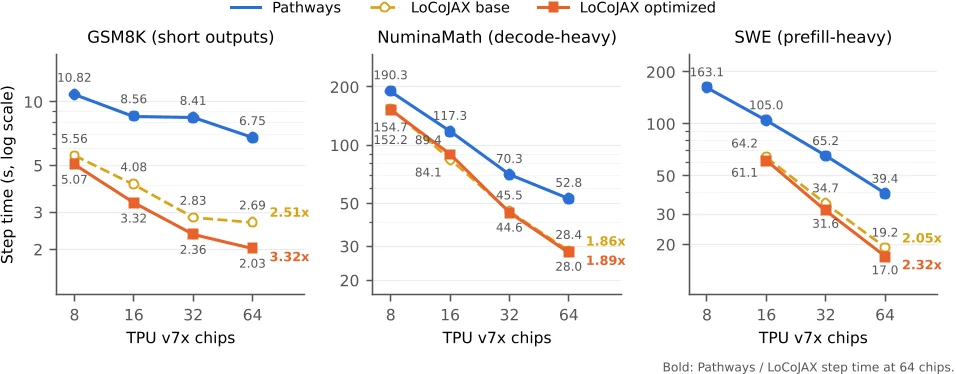 Pathways LoCoJAX base LoCoJAX optimized
GSM8K (short outputs)
Step time (s, log scale)
10
5
3
2
10.82
8.56
8.41
6.75
5.56
4.08
2.83
2.69
2.51x
5.07
3.32
2.36
2.03
3.32x
8 16 32 64
TPU v7x chips
NuminaMath (decode-heavy)
200
100
50
30
20
190.3
117.3
70.3
52.8
154.7
152.2
89.4
84.1
45.5
44.6
28.4
1.86x
28.0
1.89x
8 16 32 64
TPU v7x chips
SWE (prefill-heavy)
200
100
50
30
20
163.1
105.0
65.2
39.4
64.2
61.1
34.7
31.6
19.2
2.05x
17.0
2.32x
8 16 32 64
TPU v7x chips
Bold: Pathways / LoCoJAX step time at 64 chips.